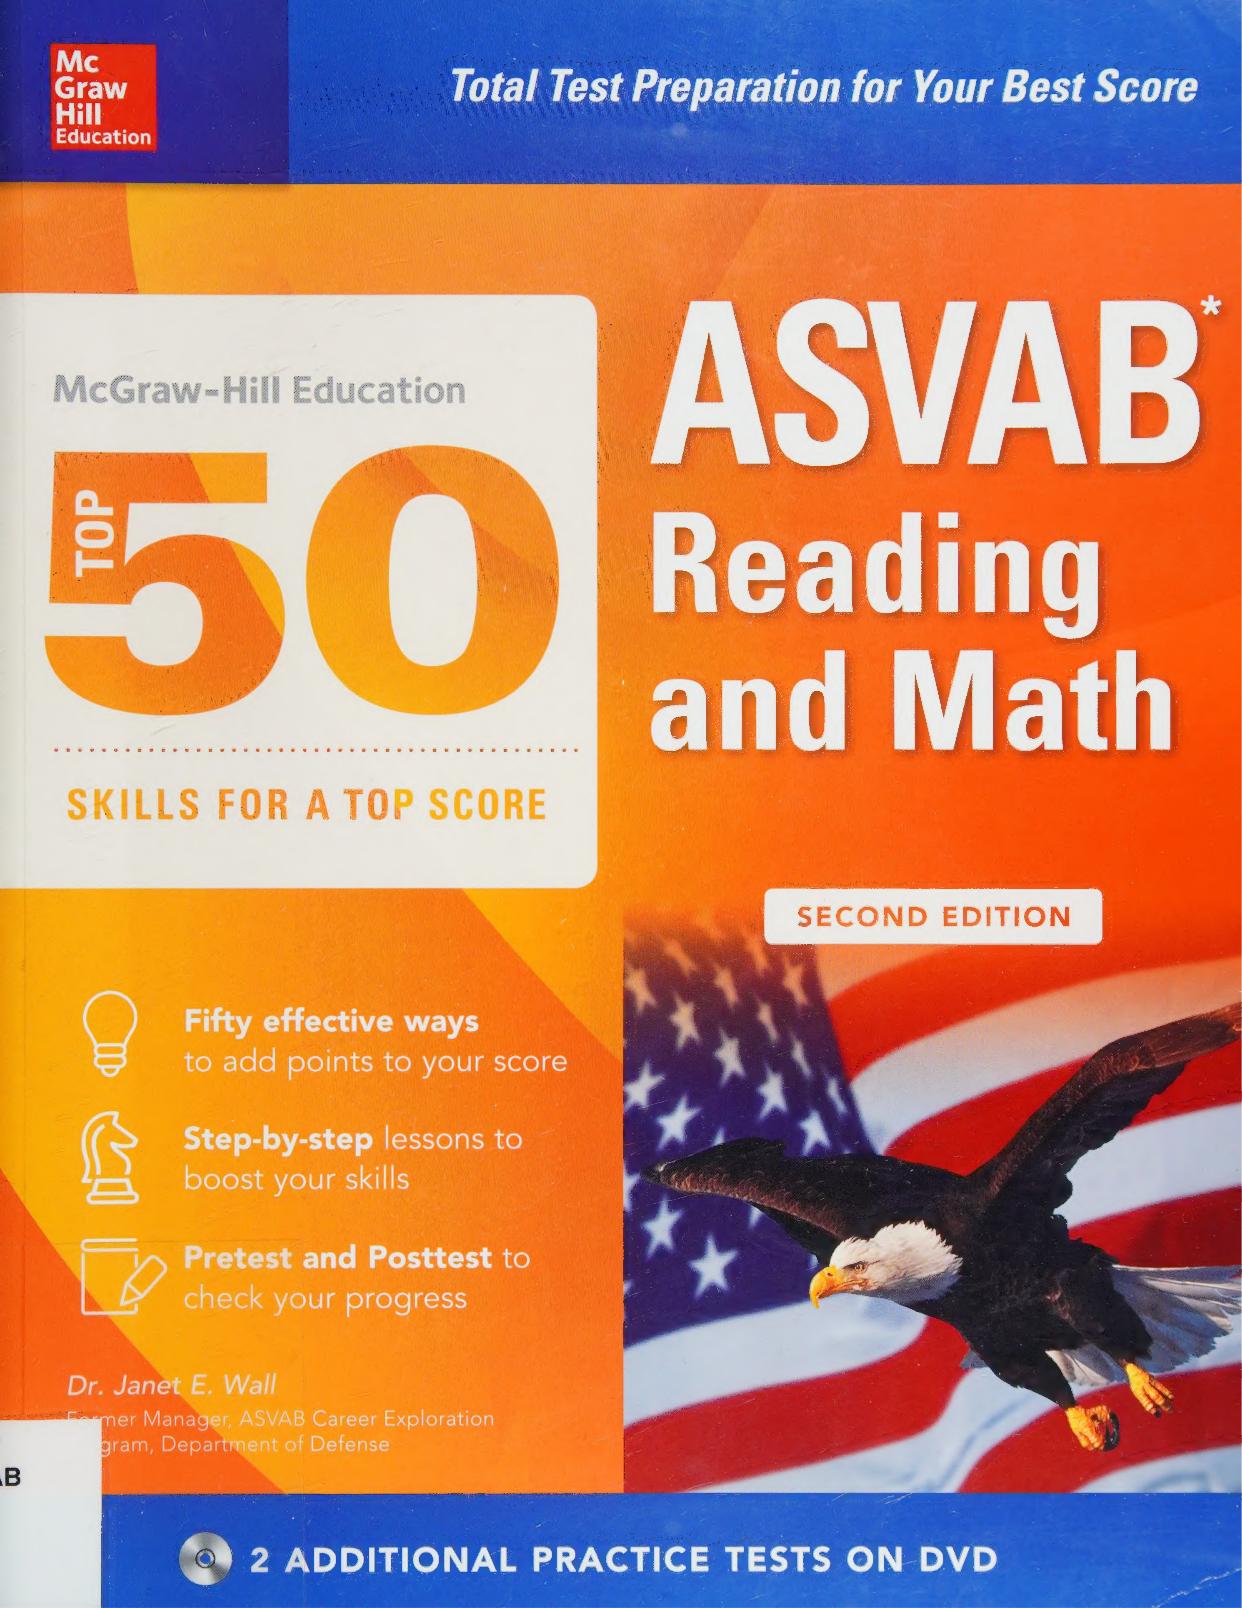 Mc
Graw
Hill
Education
Total Test Preparation for Your Best Score
McGraw-Hill Education
TOP
50
SKILLS FOR A TOP SCORE
ASVAB*
Reading
and Math
SECOND EDITION
Fifty effective ways
to add points to your score
Step-by-step lessons to
boost your skills
Pretest and Posttest to
check your progress
Dr. Janet E. Wall
Former Manager, ASVAB Career Exploration
gram, Department of Defense
AB
2 ADDITIONAL PRACTICE TESTS ON DVD